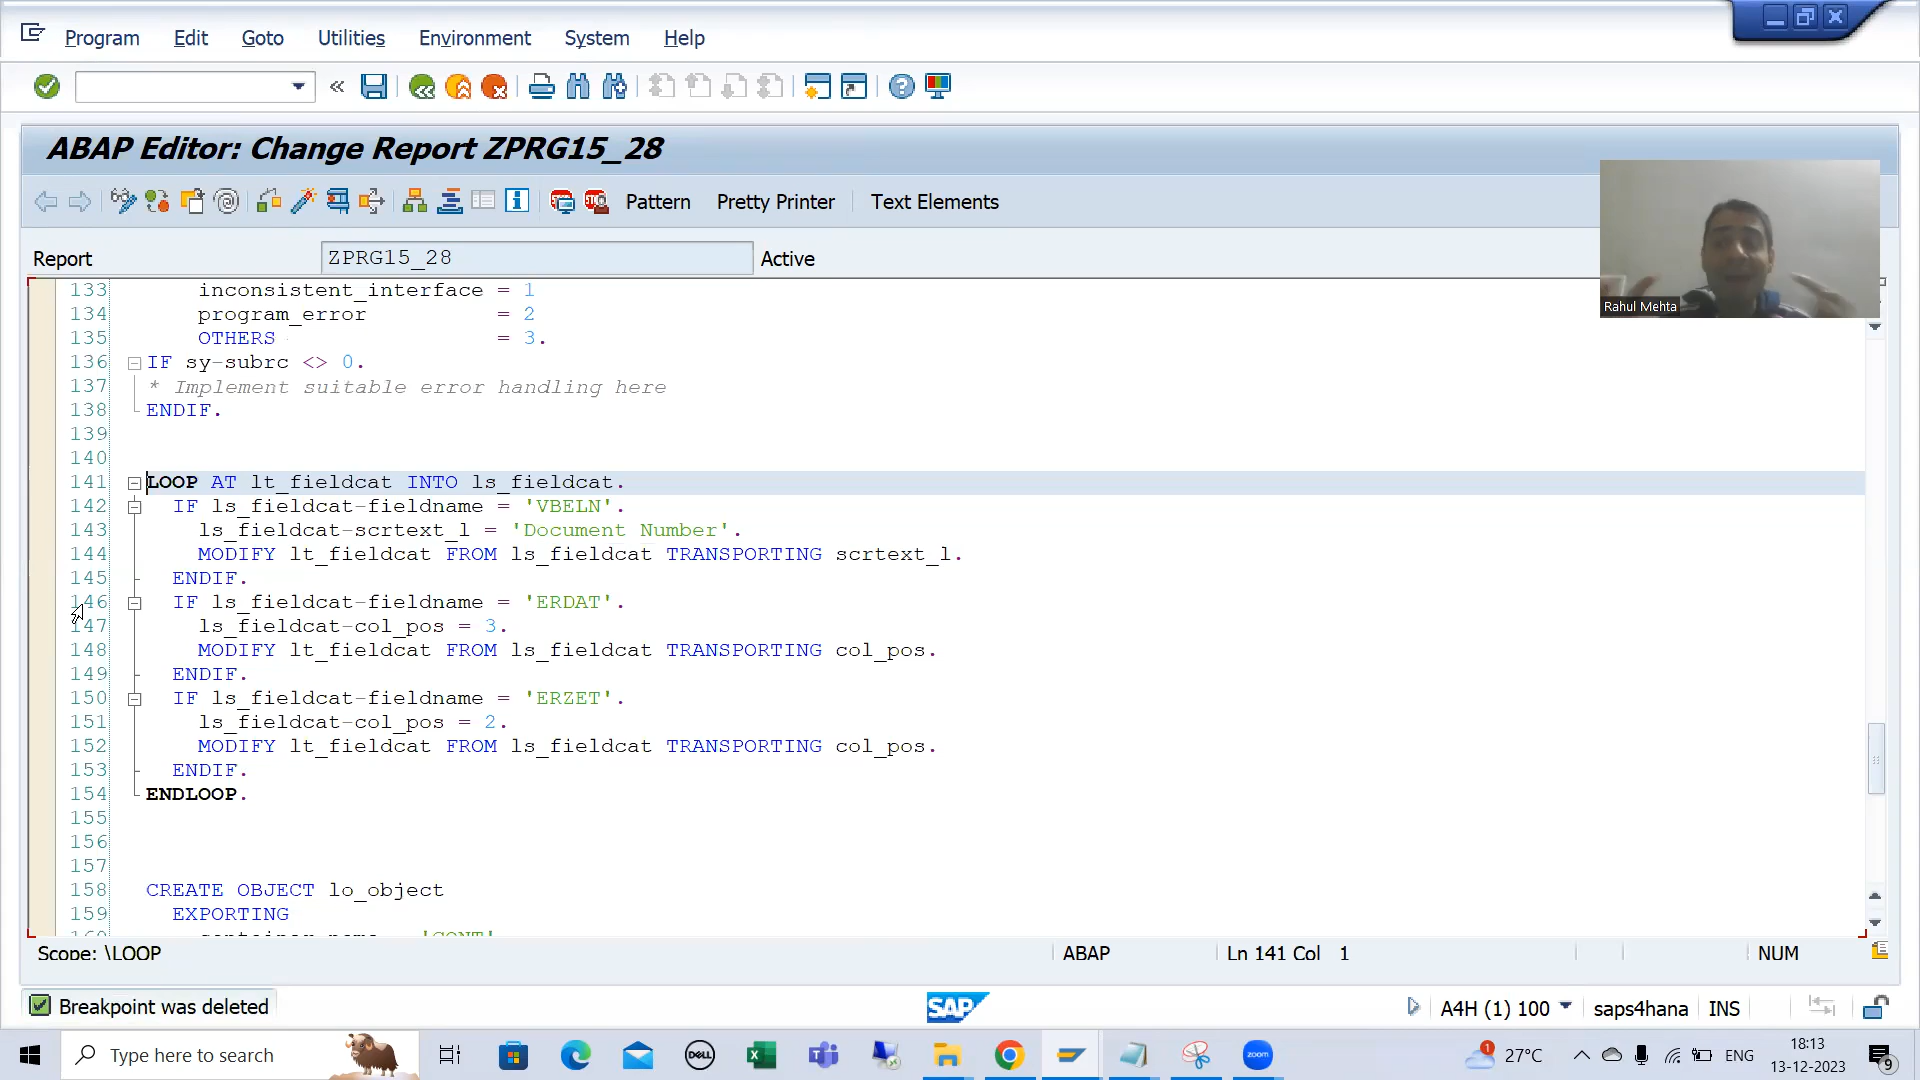 Program Edit Goto Utilities Environment System Help
ABAP Editor: Change Report ZPRG15_28
Pattern Pretty Printer Text Elements
Report ZPRG15_28 Active
Rahul Mehta
133 inconsistent_interface = 1
134 program_error = 2
135 OTHERS = 3.
136 IF sy-subrc <> 0.
137 * Implement suitable error handling here
138 ENDIF.
139
140
141 LOOP AT lt_fieldcat INTO ls_fieldcat.
142 IF ls_fieldcat-fieldname = 'VBELN'.
143 ls_fieldcat-scrtext_l = 'Document Number'.
144 MODIFY lt_fieldcat FROM ls_fieldcat TRANSPORTING scrtext_l.
145 ENDIF.
146 IF ls_fieldcat-fieldname = 'ERDAT'.
147 ls_fieldcat-col_pos = 3.
148 MODIFY lt_fieldcat FROM ls_fieldcat TRANSPORTING col_pos.
149 ENDIF.
150 IF ls_fieldcat-fieldname = 'ERZET'.
151 ls_fieldcat-col_pos = 2.
152 MODIFY lt_fieldcat FROM ls_fieldcat TRANSPORTING col_pos.
153 ENDIF.
154 ENDLOOP.
155
156
157
158 CREATE OBJECT lo_object
159 EXPORTING
Scope: \LOOP ABAP Ln 141 Col 1 NUM
Breakpoint was deleted SAP A4H (1) 100 saps4hana INS
Type here to search DELL zoom 1 27°C ENG 18:13
13-12-2023 9